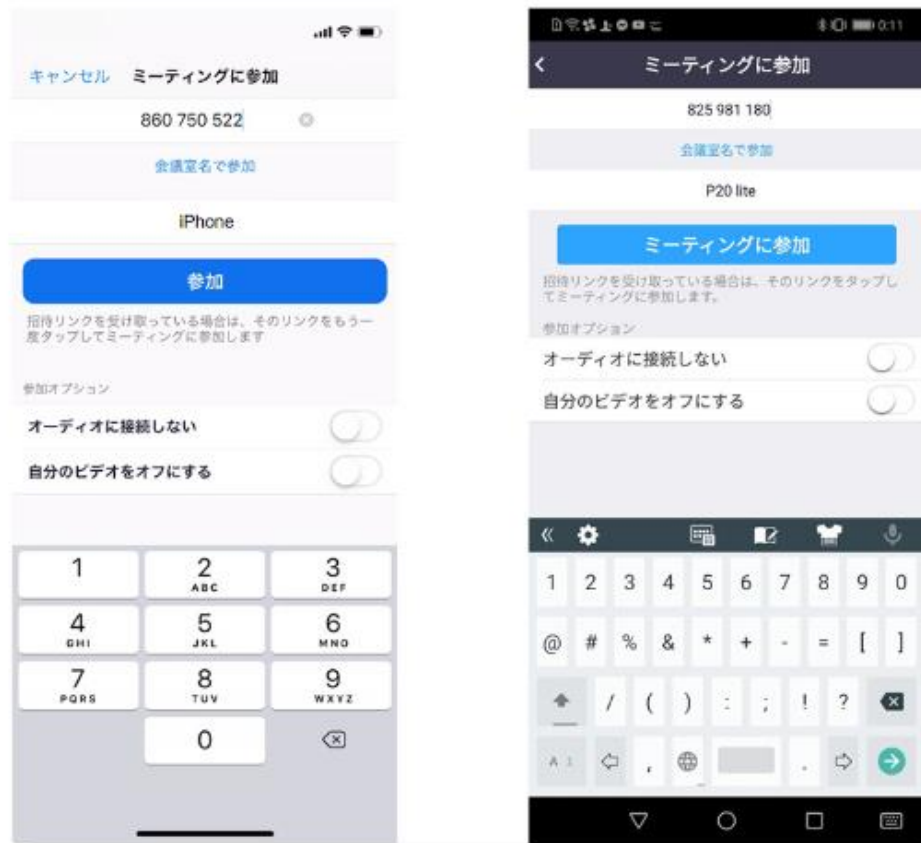 キャンセル ミーティングに参加
860 750 522
会議室名で参加
iPhone
参加
招待リンクを受け取っている場合は、そのリンクをもう一
度タップしてミーティングに参加します
参加オプション
オーディオに接続しない
自分のビデオをオフにする
1 2 3
ABC DEF
4 5 6
GHI JKL MNO
7 8 9
PQRS TUV WXYZ
0
0:11
ミーティングに参加
825 981 180
会議室名で参加
P20 lite
ミーティングに参加
招待リンクを受け取っている場合は、そのリンクをタップし
てミーティングに参加します。
参加オプション
オーディオに接続しない
自分のビデオをオフにする
1 2 3 4 5 6 7 8 9 0
@ # % & * + - = [ ]
/ ( ) : ; ! ?
, .